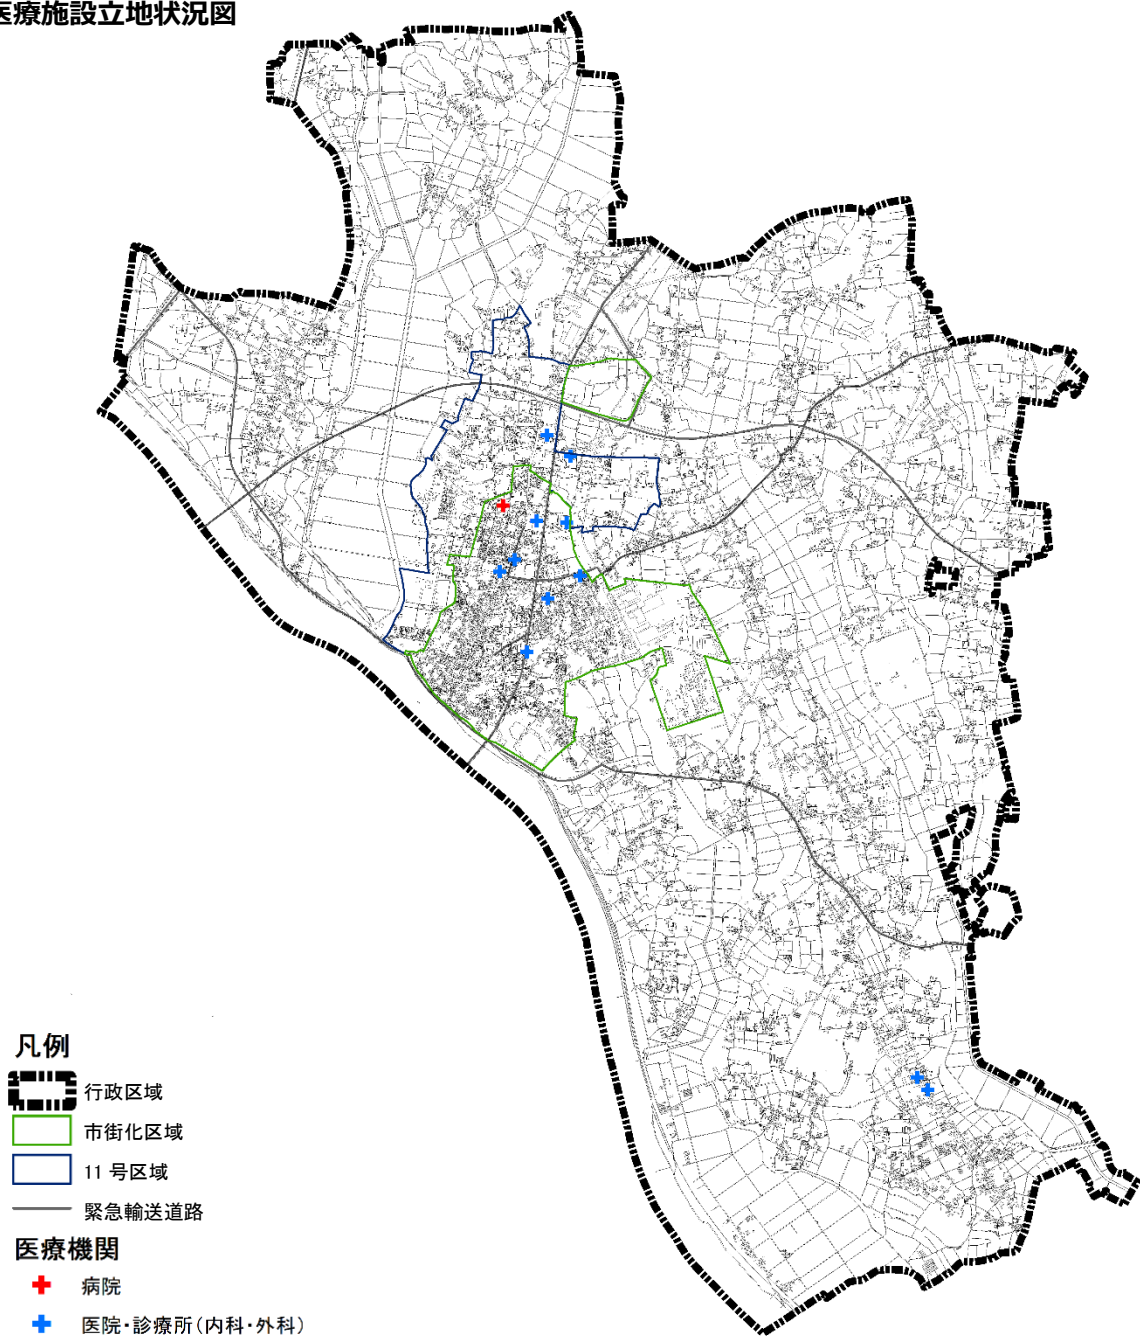 医療施設立地状況図
凡例
行政区域
市街化区域
11号区域
緊急輸送道路
医療機関
病院
医院・診療所(内科・外科)